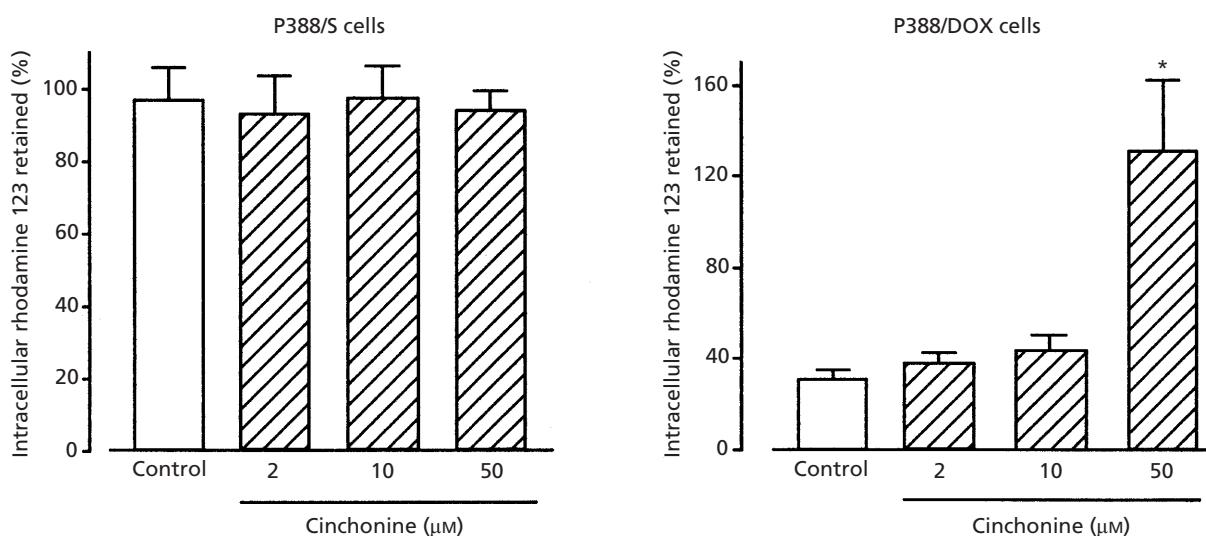 P388/S cells
Intracellular rhodamine 123 retained (%)
100
80
60
40
20
0
Control 2 10 50
Cinchonine (μM)
P388/DOX cells
Intracellular rhodamine 123 retained (%)
160
120
80
40
0
*
Control 2 10 50
Cinchonine (μM)